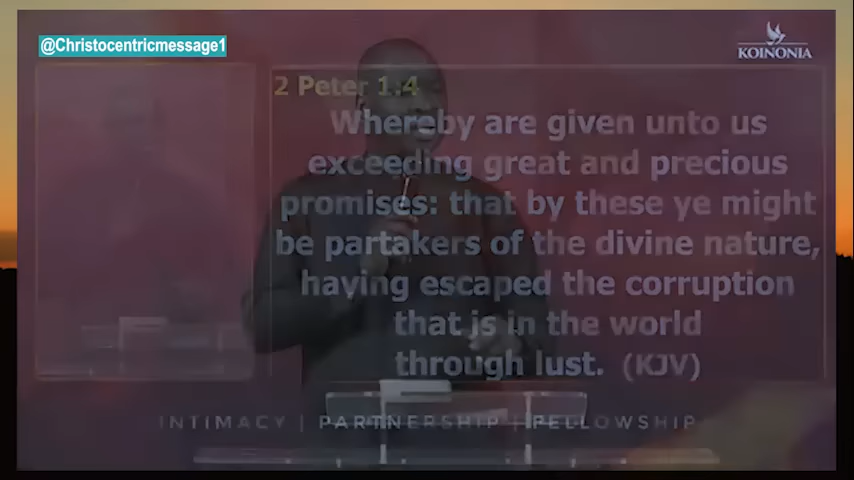 @Christocentricmessage1
KOINONIA
2 Peter 1:4
Whereby are given unto us
exceeding great and precious
promises: that by these ye might
be partakers of the divine nature,
having escaped the corruption
that is in the world
through lust. (KJV)
INTIMACY | PARTNERSHIP | FELLOWSHIP